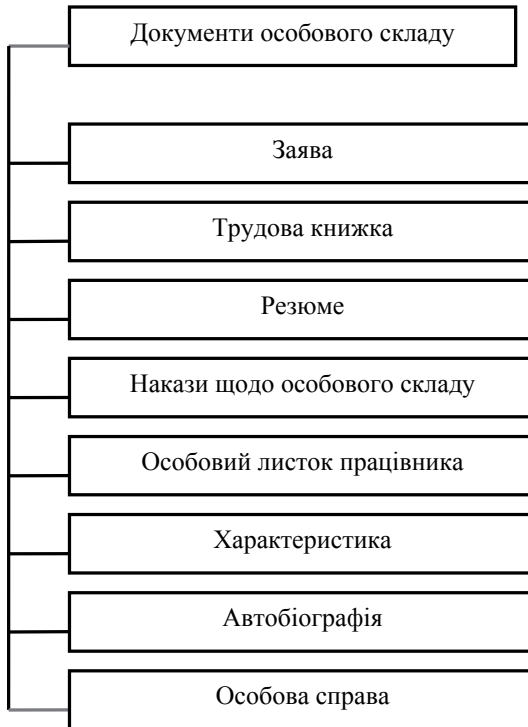 Документи особового складу
Заява
Трудова книжка
Резюме
Накази щодо особового складу
Особовий листок працівника
Характеристика
Автобіографія
Особова справа